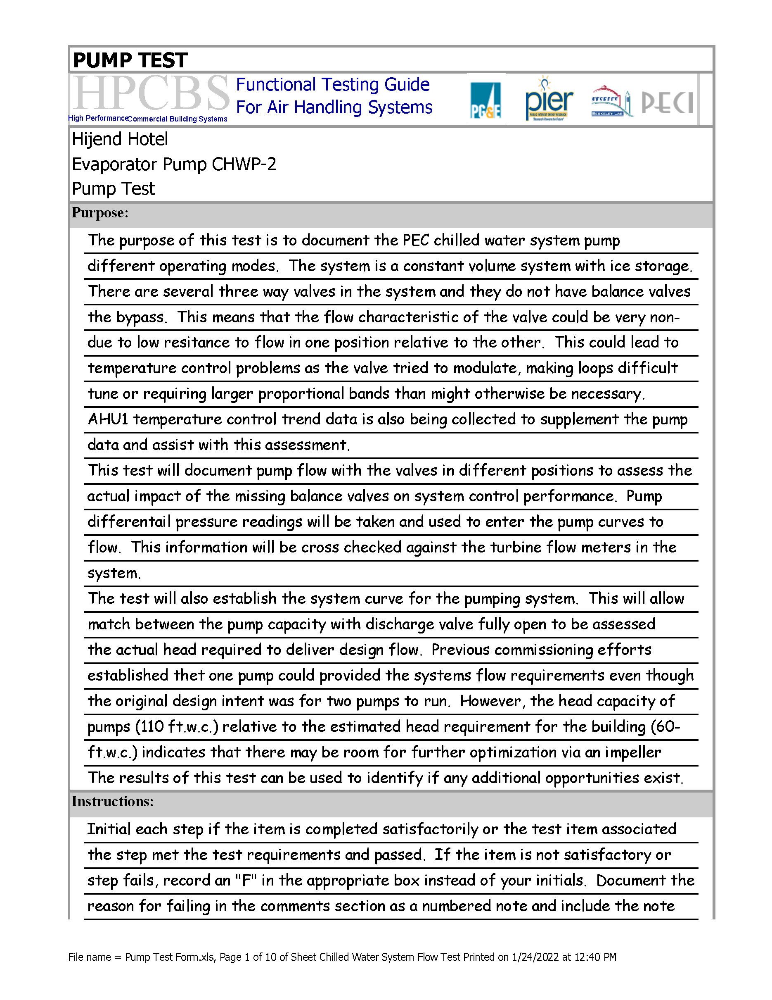 PUMP TEST
HPCBS
High Performance Commercial Building Systems
Functional Testing Guide
For Air Handling Systems
PG&E
pier
PUBLIC INTEREST ENERGY RESEARCH
"Research Powers the Future"
BERKELEY LAB
PECI
Hijend Hotel
Evaporator Pump CHWP-2
Pump Test
Purpose:
The purpose of this test is to document the PEC chilled water system pump
different operating modes.  The system is a constant volume system with ice storage.
There are several three way valves in the system and they do not have balance valves
the bypass.  This means that the flow characteristic of the valve could be very non-
due to low resitance to flow in one position relative to the other.  This could lead to
temperature control problems as the valve tried to modulate, making loops difficult
tune or requiring larger proportional bands than might otherwise be necessary.
AHU1 temperature control trend data is also being collected to supplement the pump
data and assist with this assessment.
This test will document pump flow with the valves in different positions to assess the
actual impact of the missing balance valves on system control performance.  Pump
differentail pressure readings will be taken and used to enter the pump curves to
flow.  This information will be cross checked against the turbine flow meters in the
system.
The test will also establish the system curve for the pumping system.  This will allow
match between the pump capacity with discharge valve fully open to be assessed
the actual head required to deliver design flow.  Previous commissioning efforts
established thet one pump could provided the systems flow requirements even though
the original design intent was for two pumps to run.  However, the head capacity of
pumps (110 ft.w.c.) relative to the estimated head requirement for the building (60-
ft.w.c.) indicates that there may be room for further optimization via an impeller
The results of this test can be used to identify if any additional opportunities exist.
Instructions:
Initial each step if the item is completed satisfactorily or the test item associated
the step met the test requirements and passed.  If the item is not satisfactory or
step fails, record an "F" in the appropriate box instead of your initials.  Document the
reason for failing in the comments section as a numbered note and include the note
File name = Pump Test Form.xls, Page 1 of 10 of Sheet Chilled Water System Flow Test Printed on 1/24/2022 at 12:40 PM